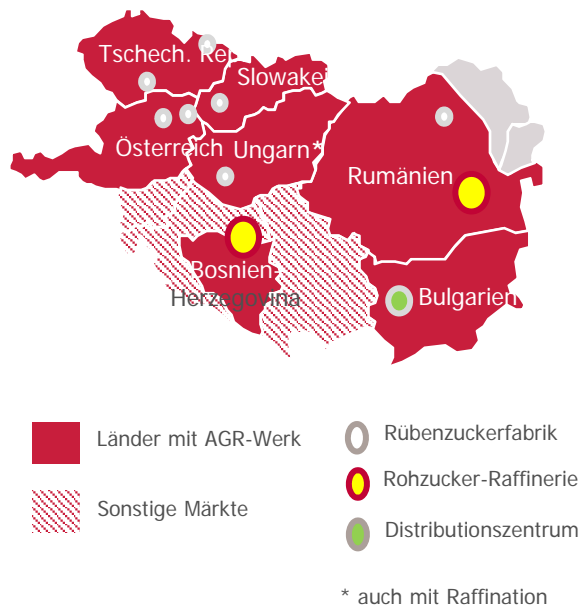 Tschech. Rep
Slowakei
Österreich
Ungarn*
Rumänien
Bosnien-
Herzegovina
Bulgarien
Länder mit AGR-Werk
Sonstige Märkte
Rübenzuckerfabrik
Rohzucker-Raffinerie
Distributionszentrum
* auch mit Raffination